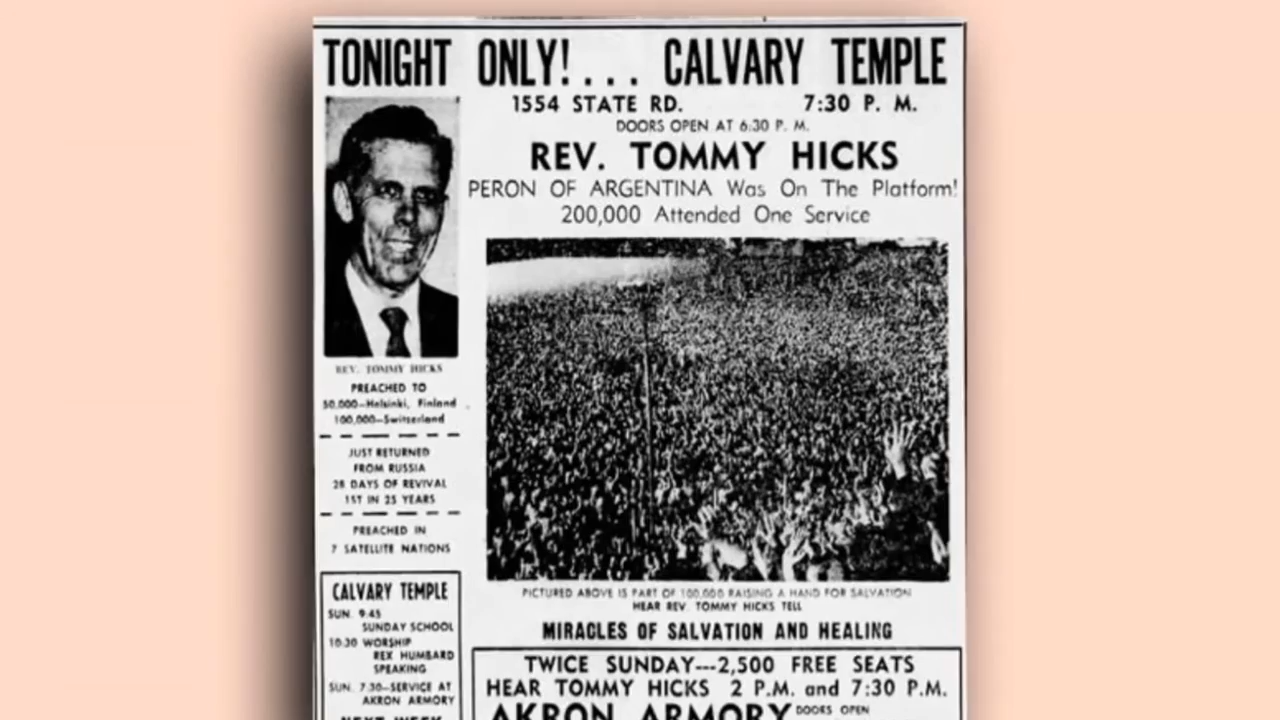 TONIGHT ONLY!... CALVARY TEMPLE
1554 STATE RD. 7:30 P. M.
DOORS OPEN AT 6:30 P. M.
REV. TOMMY HICKS
PERON OF ARGENTINA Was On The Platform!
200,000 Attended One Service
REV. TOMMY HICKS
PREACHED TO
50,000—Helsinki, Finland
100,000—Switzerland
JUST RETURNED
FROM RUSSIA
28 DAYS OF REVIVAL
1ST IN 25 YEARS
PREACHED IN
7 SATELLITE NATIONS
CALVARY TEMPLE
SUN. 9:45
SUNDAY SCHOOL
10:30 WORSHIP
REX HUMBARD
SPEAKING
SUN. 7:30—SERVICE AT
AKRON ARMORY
NEXT WEEK
PICTURED ABOVE IS PART OF 100,000 RAISING A HAND FOR SALVATION
HEAR REV. TOMMY HICKS TELL
MIRACLES OF SALVATION AND HEALING
TWICE SUNDAY---2,500 FREE SEATS
HEAR TOMMY HICKS 2 P.M. and 7:30 P.M.
AKRON ARMORY DOORS OPEN